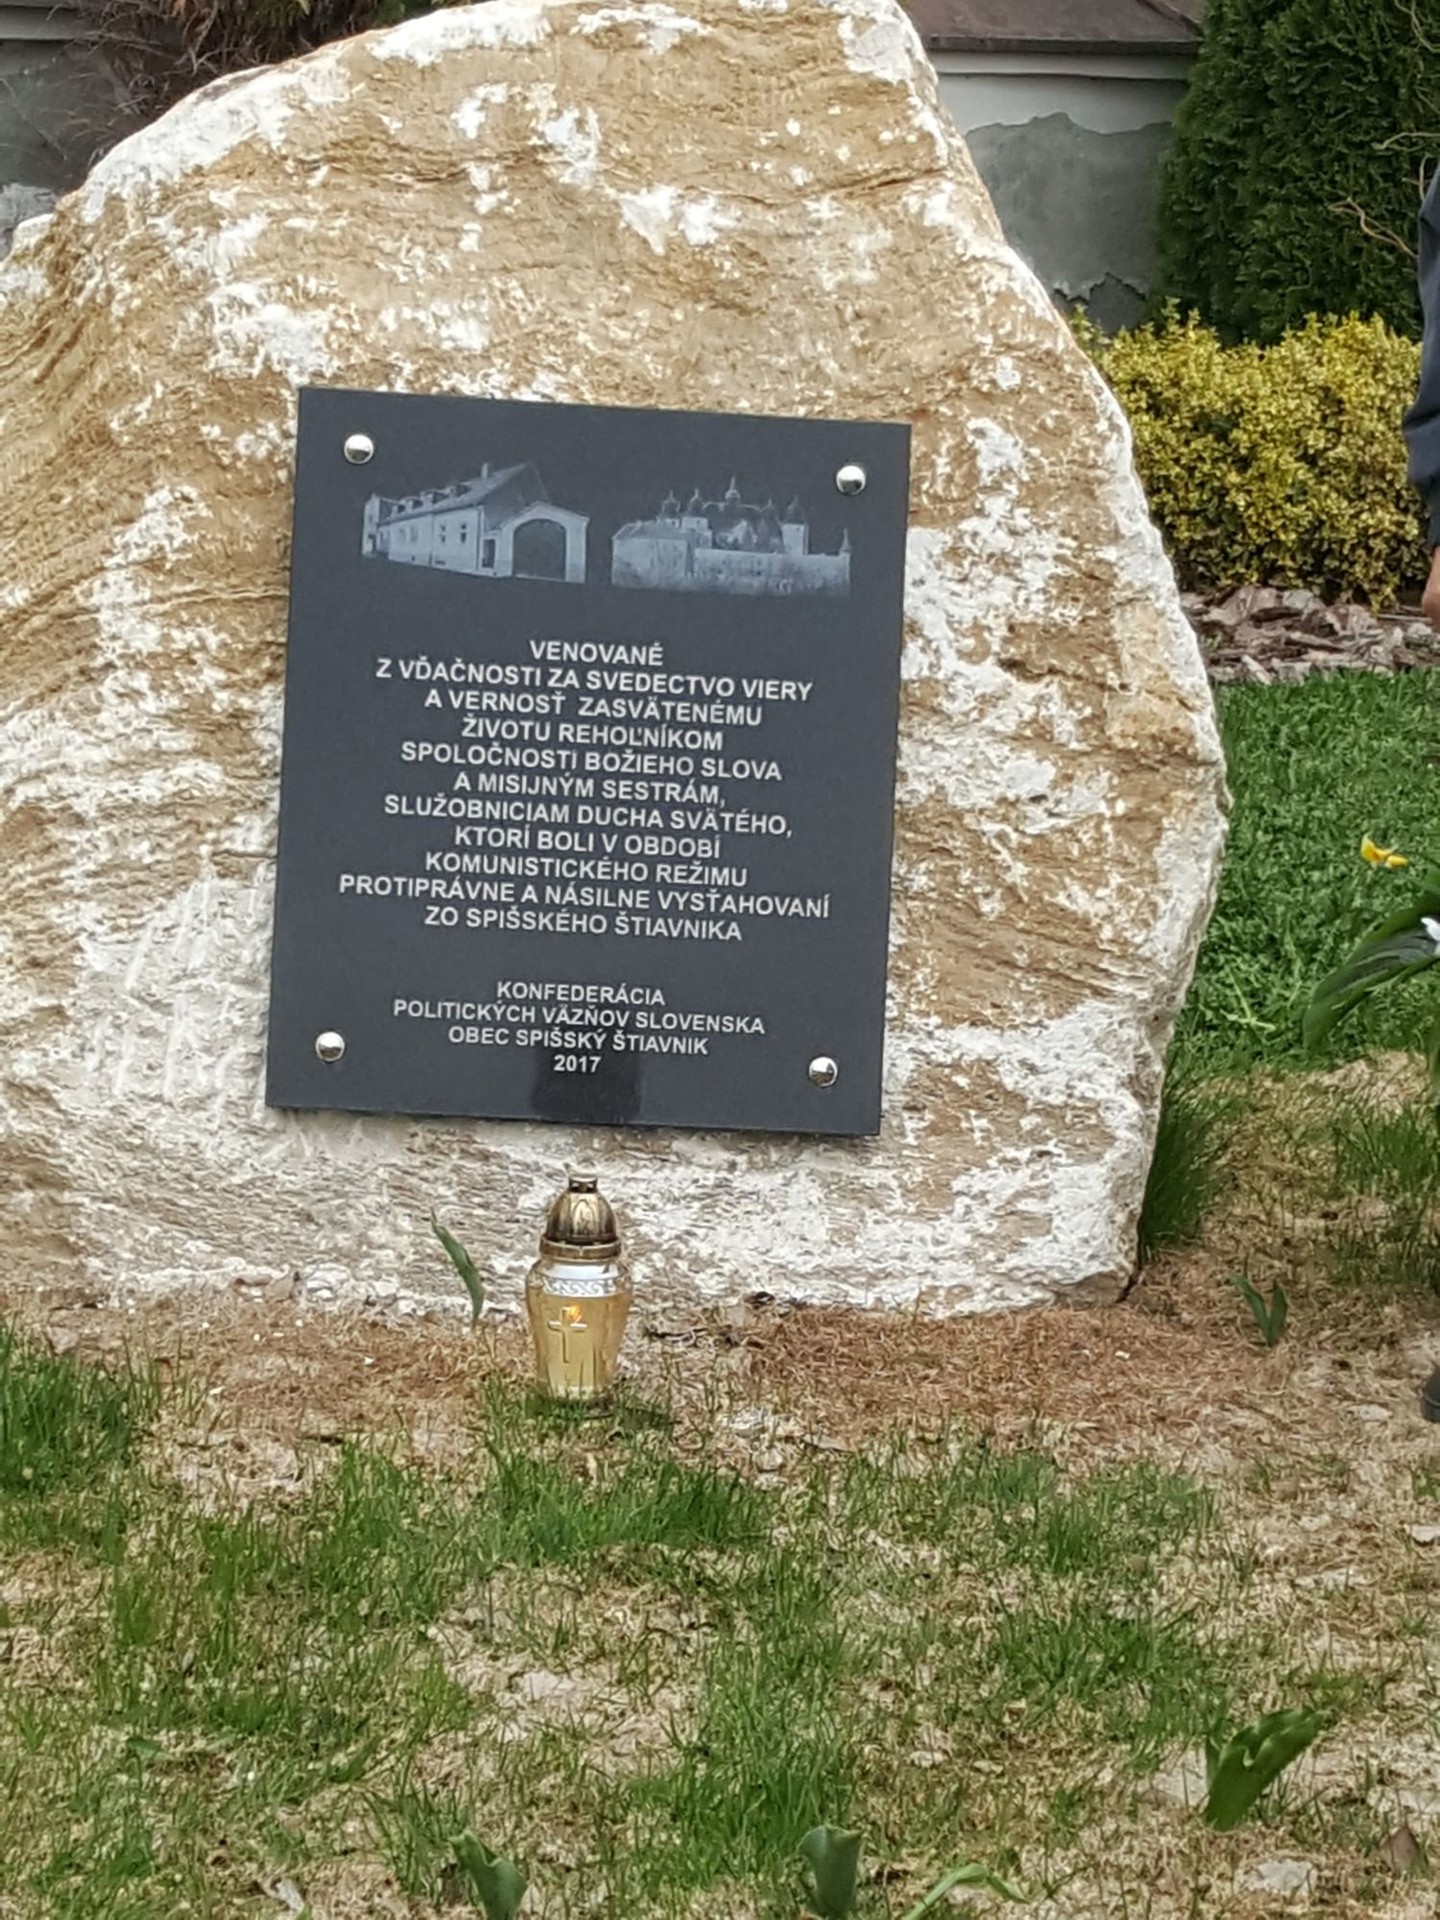 VENOVANÉ
Z VĎAČNOSTI ZA SVEDECTVO VIERY
A VERNOSŤ ZASVÄTENÉMU
ŽIVOTU REHOĽNÍKOM
SPOLOČNOSTI BOŽIEHO SLOVA
A MISIJNÝM SESTRÁM,
SLUŽOBNICIAM DUCHA SVÄTÉHO,
KTORÍ BOLI V OBDOBÍ
KOMUNISTICKÉHO REŽIMU
PROTIPRÁVNE A NÁSILNE VYSŤAHOVANÍ
ZO SPIŠSKÉHO ŠTIAVNIKA
KONFEDERÁCIA
POLITICKÝCH VÄZŇOV SLOVENSKA
OBEC SPIŠSKÝ ŠTIAVNIK
2017